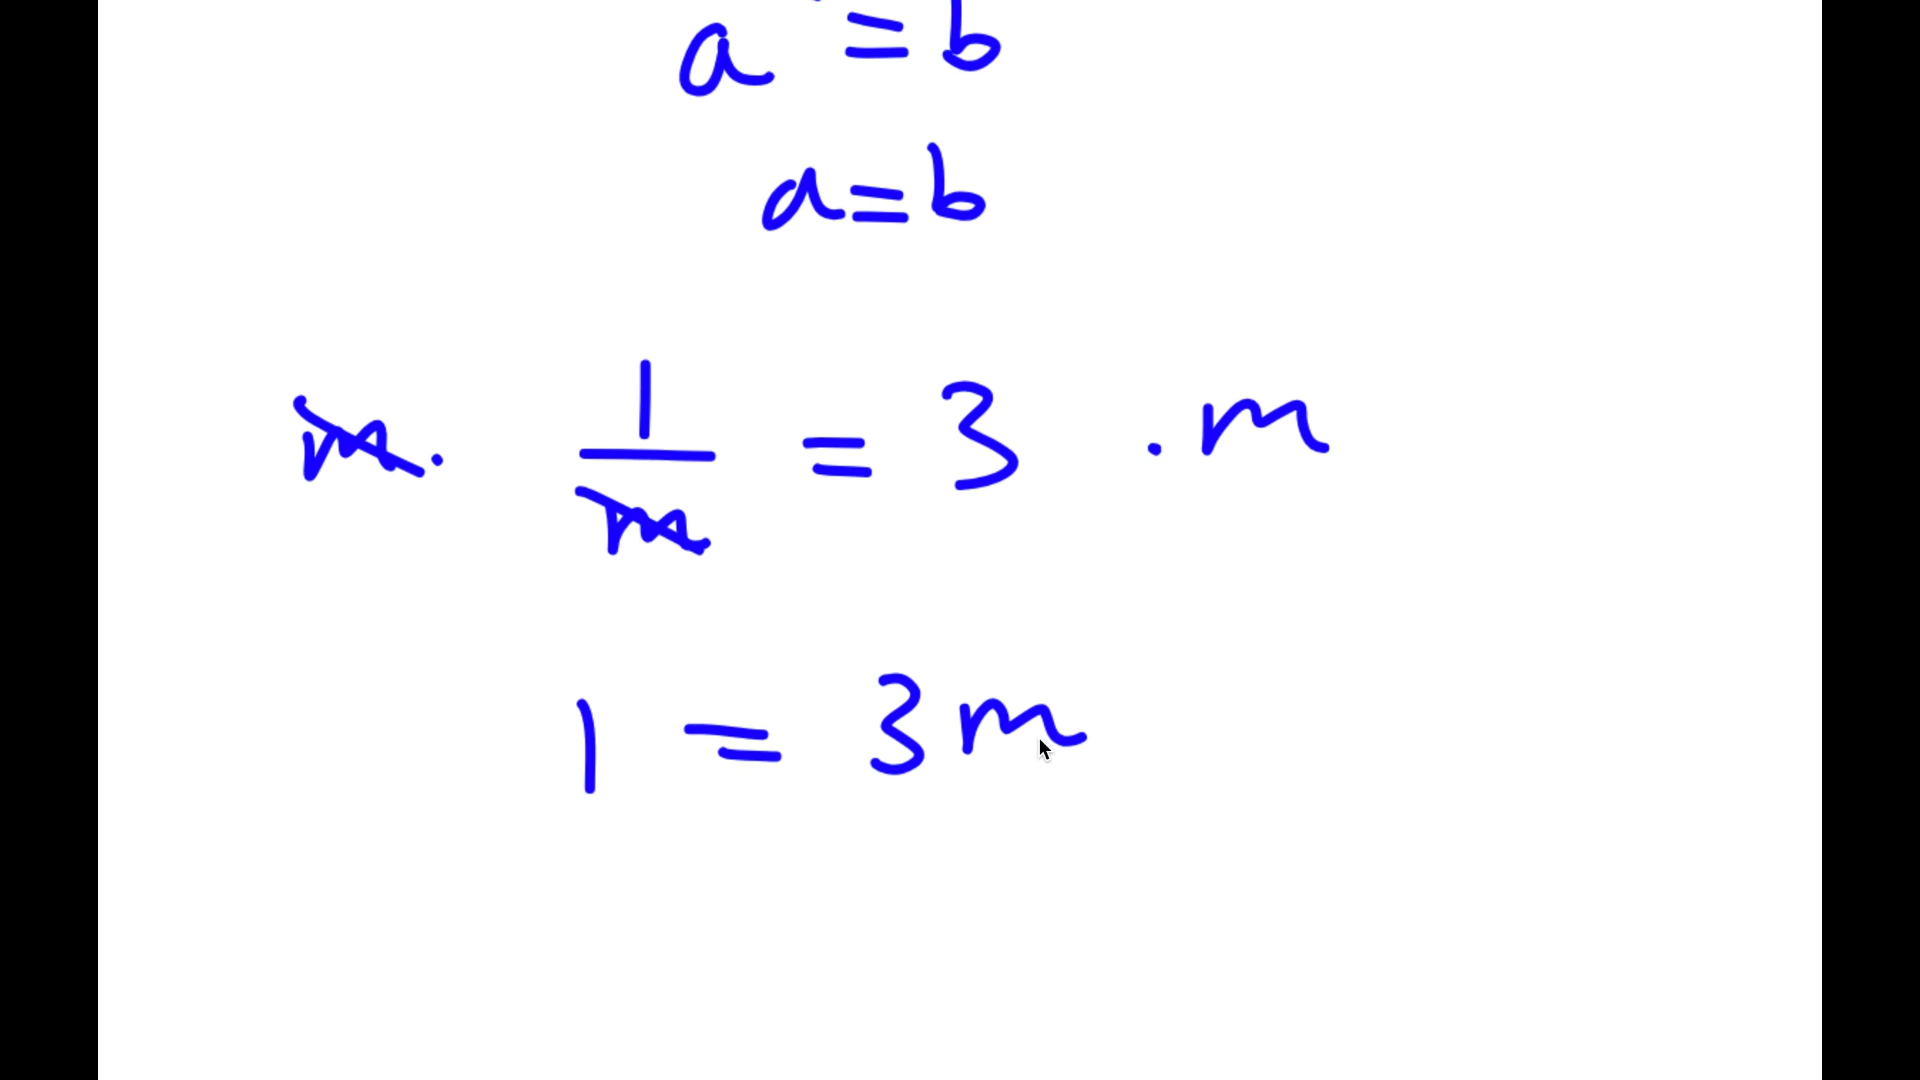 a = b
a = b
m · 1/m = 3 · m
1 = 3m